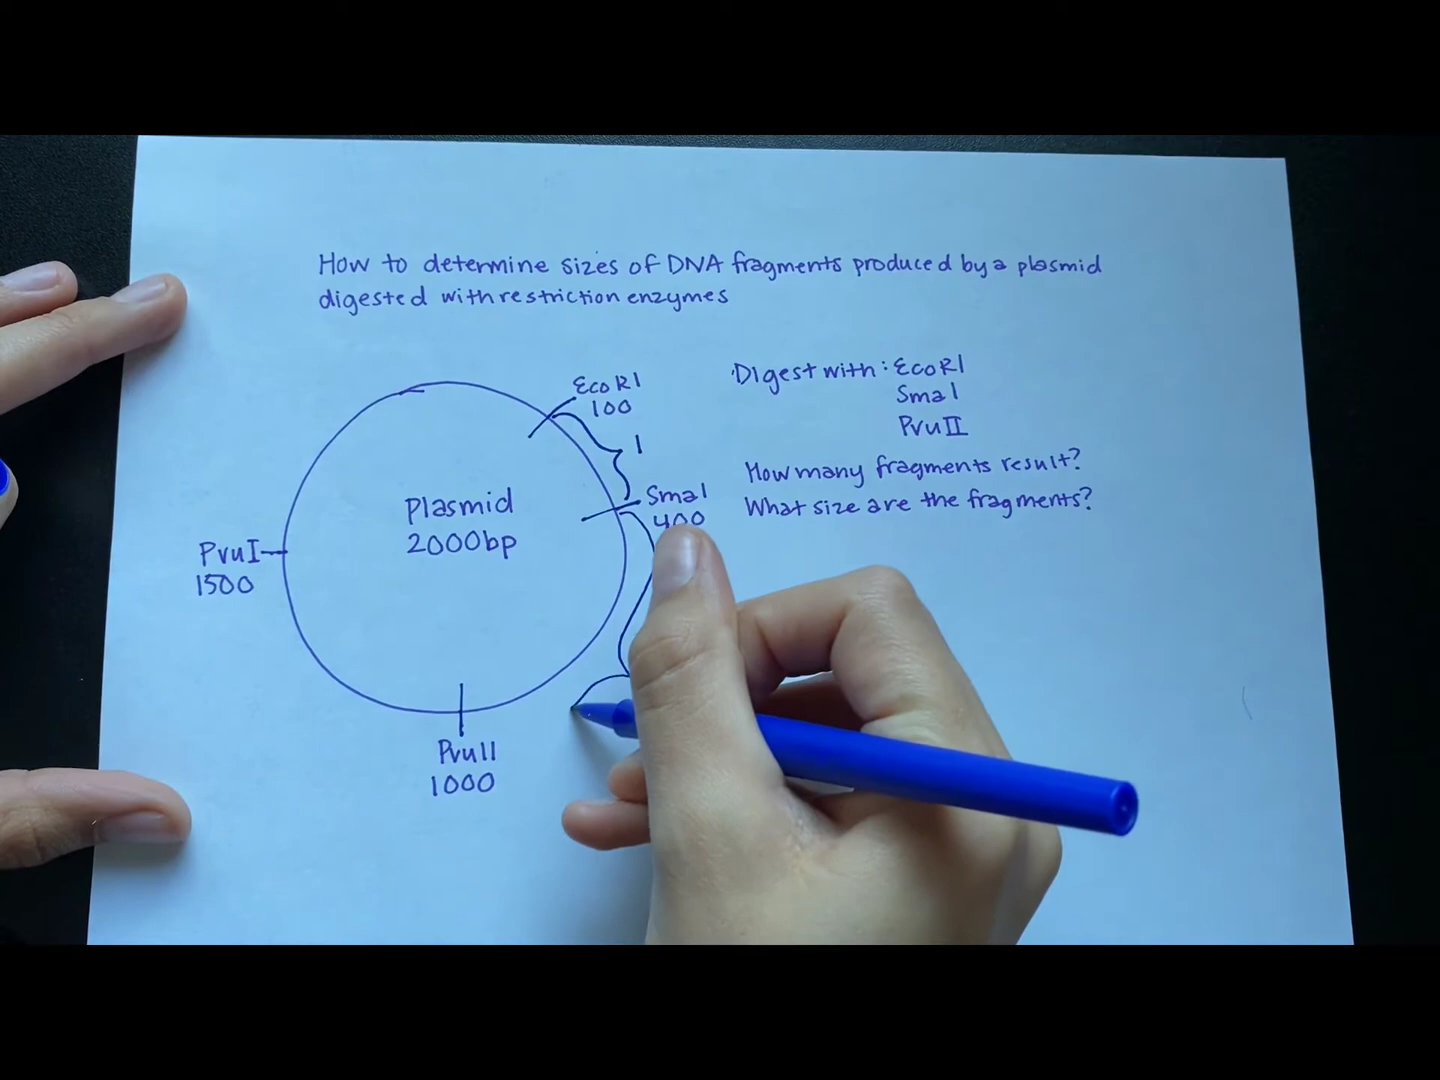 How to determine sizes of DNA fragments produced by a plasmid
digested with restriction enzymes
EcoRI
100
1
SmaI
400
Plasmid
2000bp
PvuI
1500
PvuII
1000
Digest with: EcoRI
SmaI
PvuII
How many fragments result?
What size are the fragments?